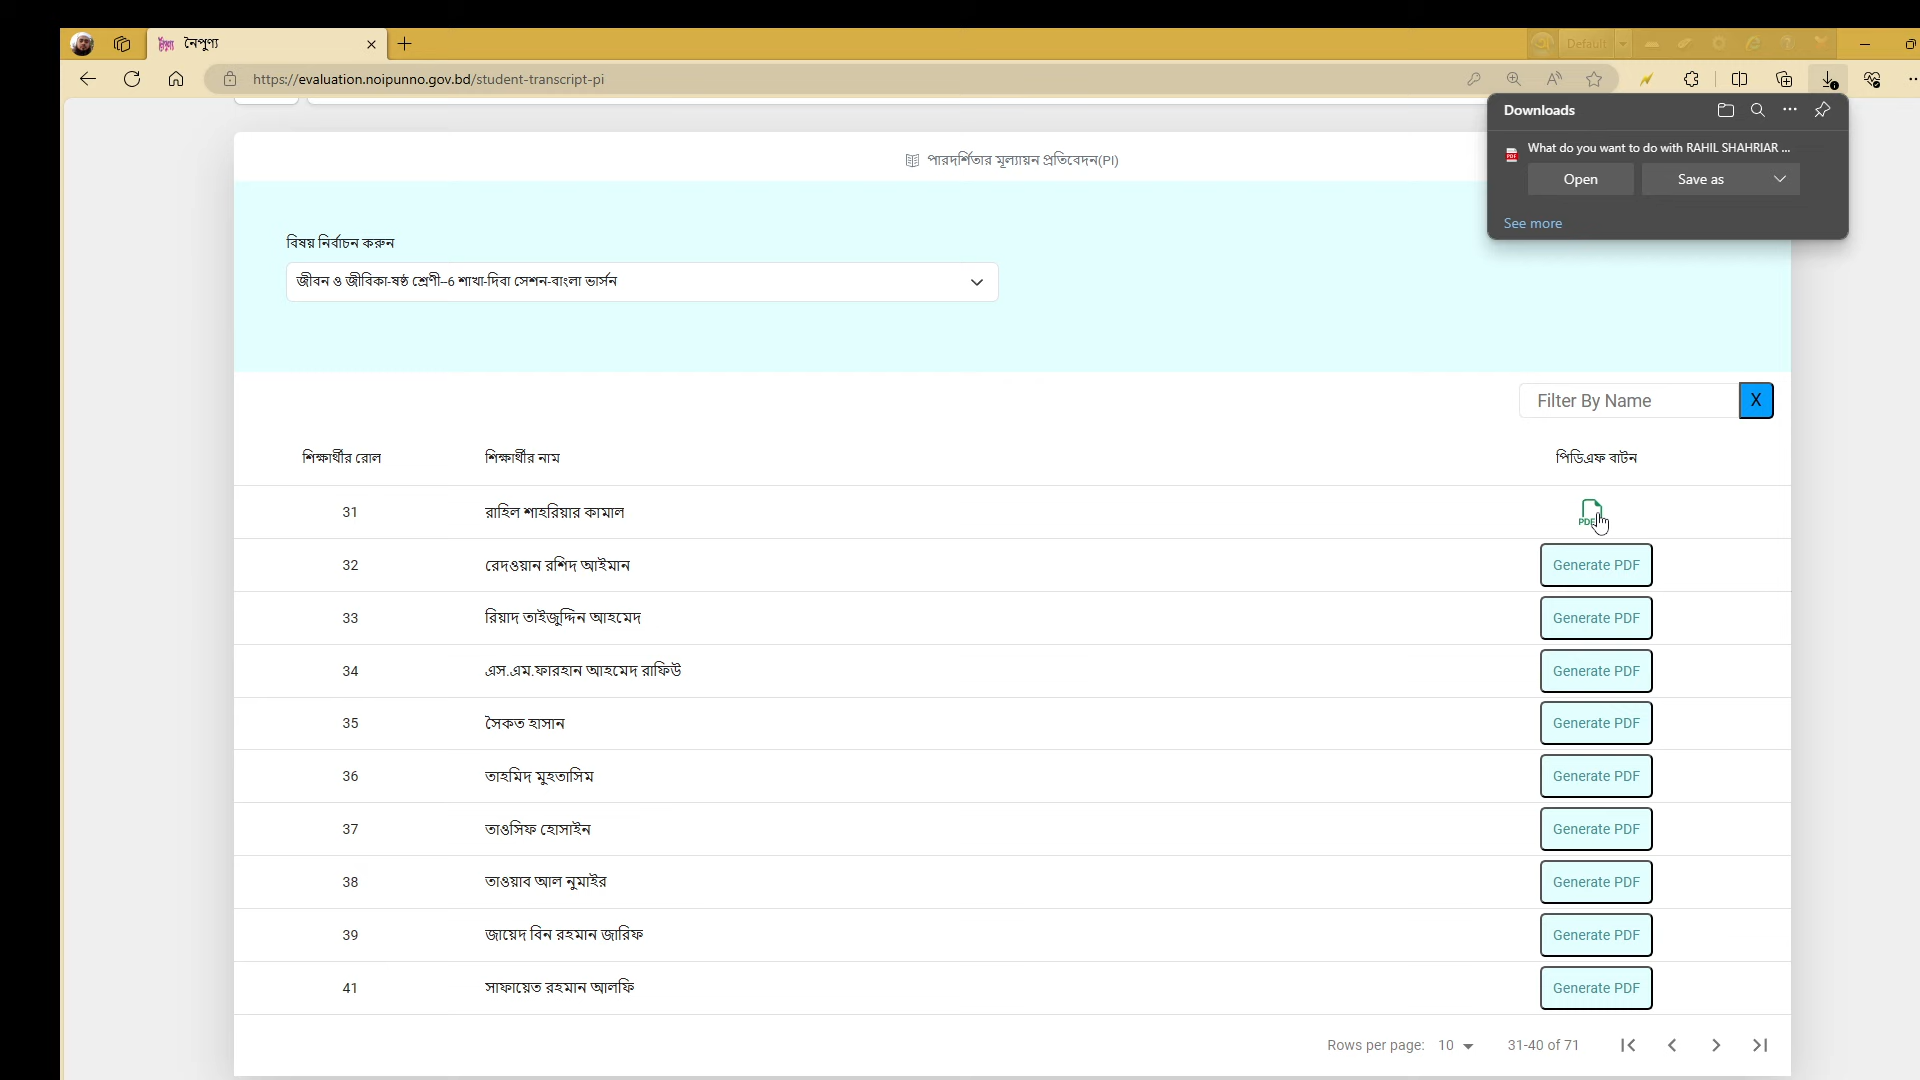 নৈপুণ্য
https://evaluation.noipunno.gov.bd/student-transcript-pi
Downloads
What do you want to do with RAHIL SHAHRIAR ...
Open
Save as
See more
পারদর্শিতার মূল্যায়ন প্রতিবেদন(PI)
বিষয় নির্বাচন করুন
জীবন ও জীবিকা-ষষ্ঠ শ্রেণী--6 শাখা-দিবা সেশন-বাংলা ভার্সন
Filter By Name X
শিক্ষার্থীর রোল শিক্ষার্থীর নাম পিডিএফ বাটন
31 রাহিল শাহরিয়ার কামাল PDF
32 রেদওয়ান রশিদ আইমান Generate PDF
33 রিয়াদ তাইজুদ্দিন আহমেদ Generate PDF
34 এস.এম.ফারহান আহমেদ রাফিউ Generate PDF
35 সৈকত হাসান Generate PDF
36 তাহমিদ মুহতাসিম Generate PDF
37 তাওসিফ হোসাইন Generate PDF
38 তাওয়াব আল নুমাইর Generate PDF
39 জায়েদ বিন রহমান জারিফ Generate PDF
41 সাফায়েত রহমান আলফি Generate PDF
Rows per page: 10 31-40 of 71